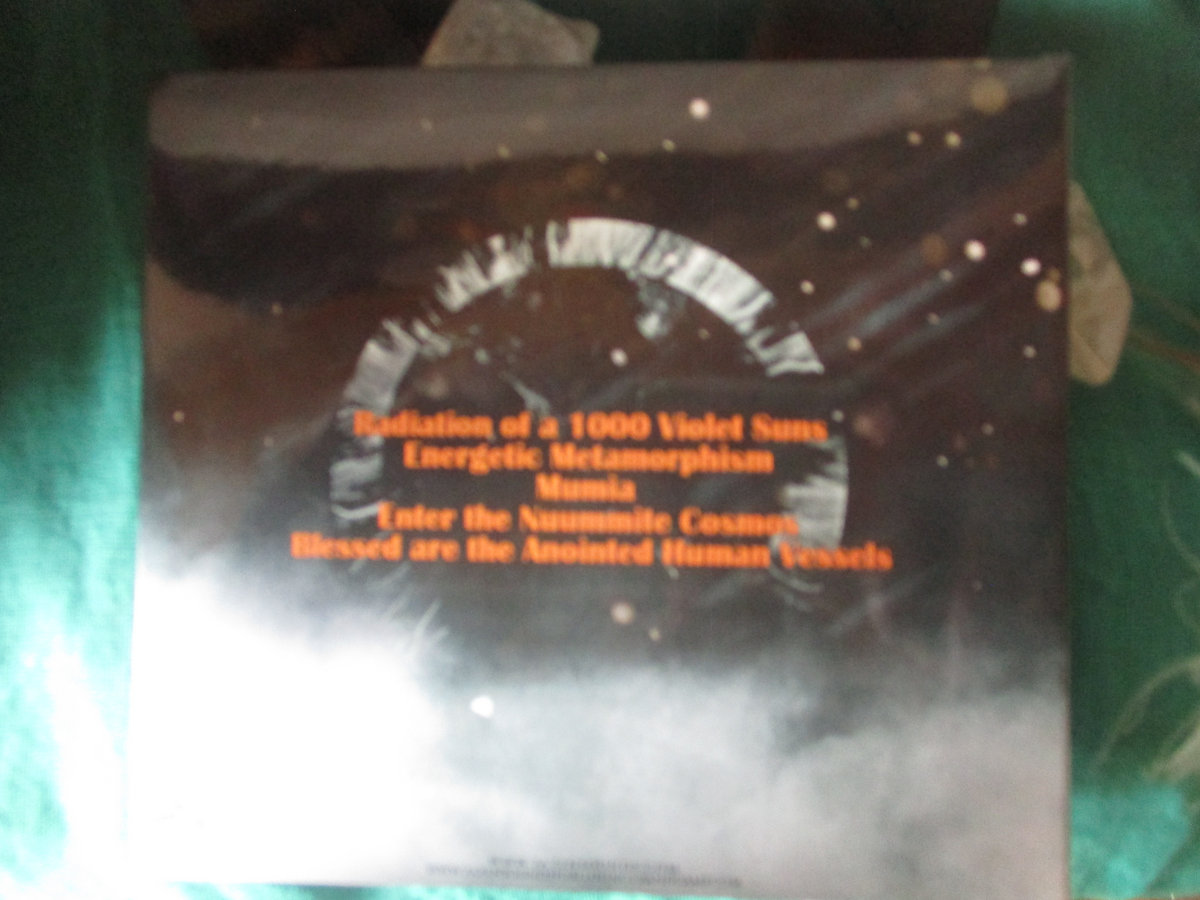 Radiation of a 1000 Violet Suns
Energetic Metamorphism
Mumia
Enter the Nuummite Cosmos
Blessed are the Anointed Human Vessels